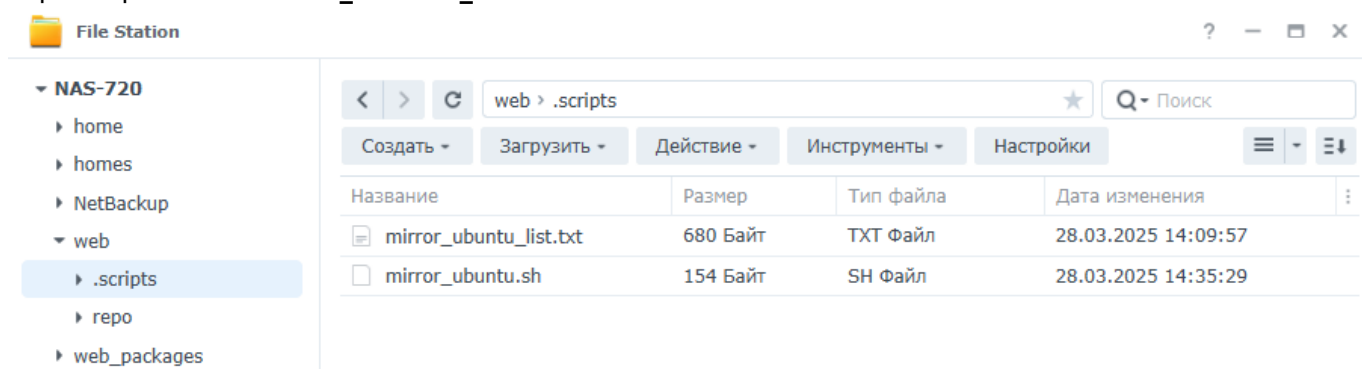 File Station
NAS-720
home
homes
NetBackup
web
.scripts
repo
web_packages
web › .scripts
Поиск
Создать Загрузить Действие Инструменты Настройки
Название Размер Тип файла Дата изменения
mirror_ubuntu_list.txt 680 Байт TXT Файл 28.03.2025 14:09:57
mirror_ubuntu.sh 154 Байт SH Файл 28.03.2025 14:35:29